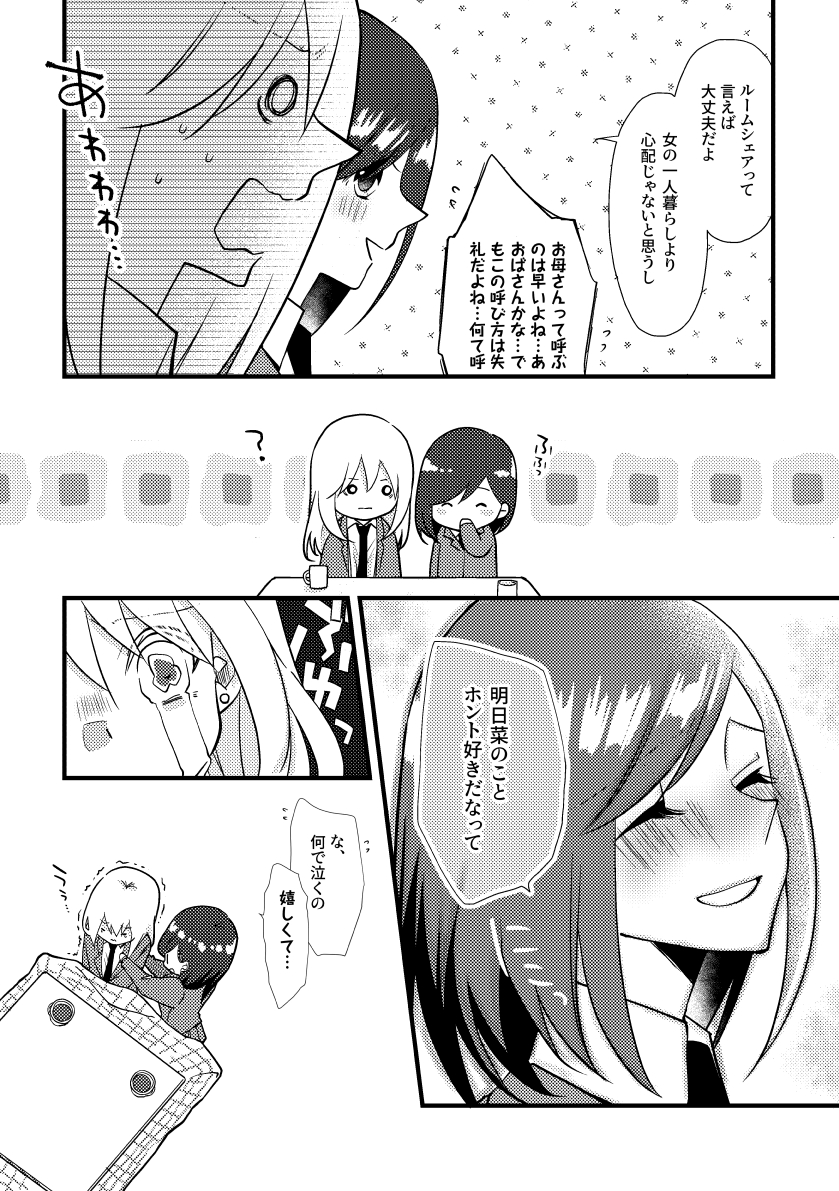 ルームシェアって
言えば
大丈夫だよ
女の一人暮らしより
心配じゃないと思うし
お母さんって呼ぶ
のは早いよね…あ
おばさんかな…で
もこの呼び方は失
礼だよね…何て呼
あわわわ…
ふふっ
?
明日菜のこと
ホント好きだなって
ぶゆっ
な、
何で泣くの
嬉しくて…